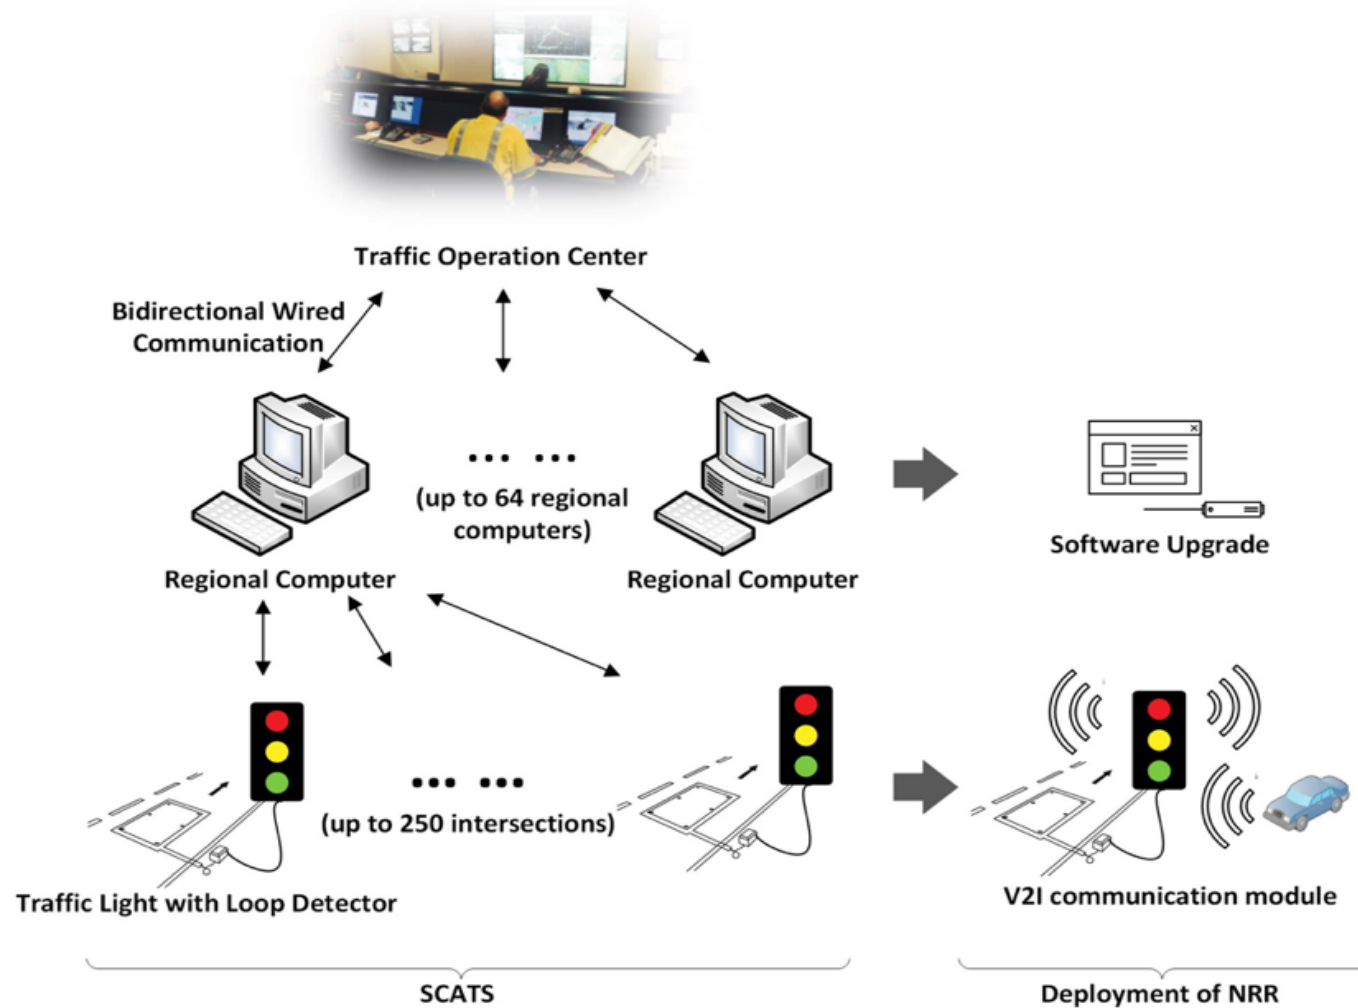 Traffic Operation Center
Bidirectional Wired
Communication
... ...
(up to 64 regional
computers)
Regional Computer
Regional Computer
Software Upgrade
... ...
(up to 250 intersections)
Traffic Light with Loop Detector
V2I communication module
SCATS
Deployment of NRR